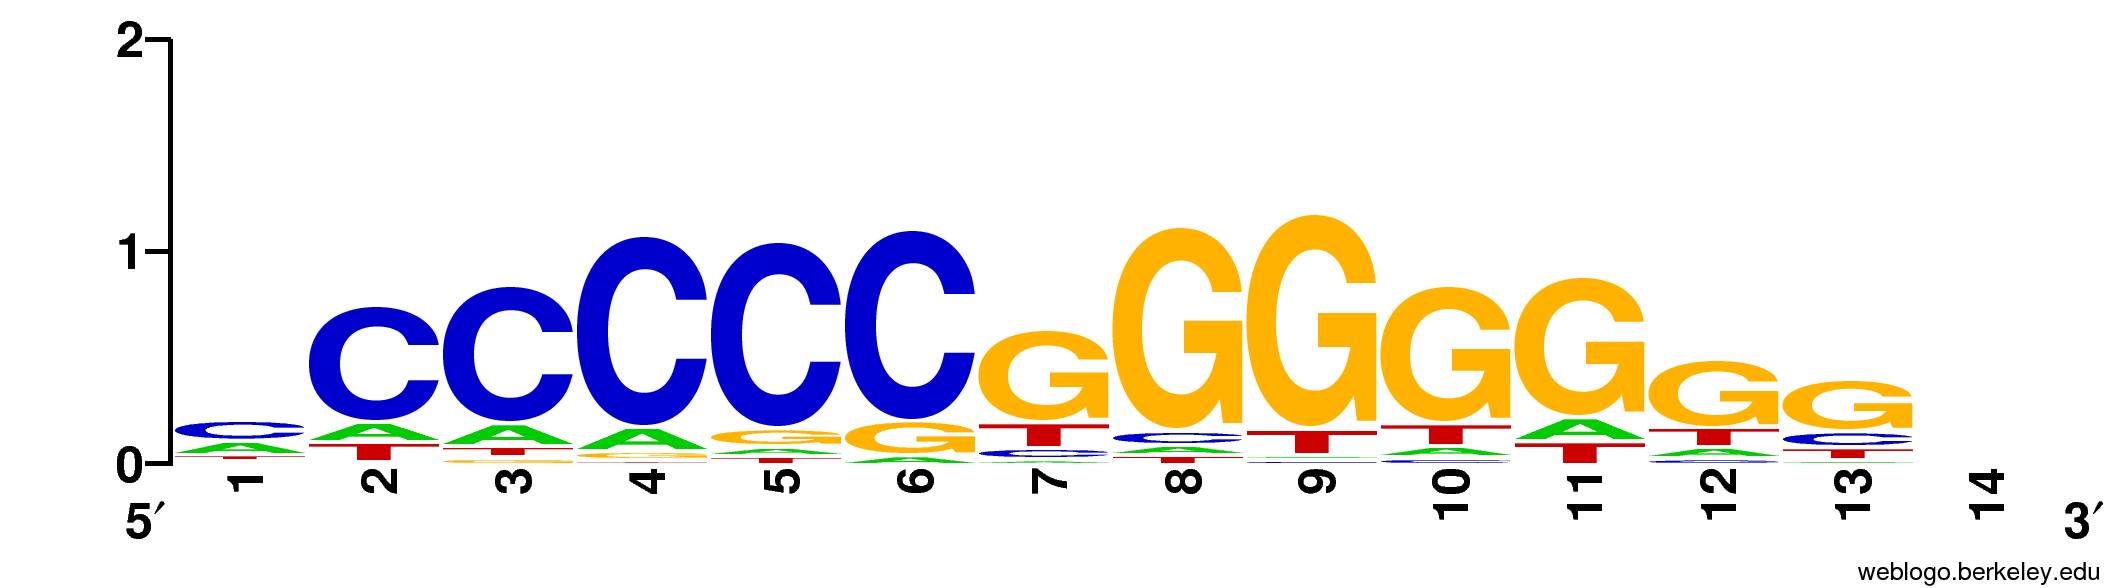 2
1
0
C C C C C C G G G G G G G
A A A A G G T C T T A T C
T T T G A A C A C A T A T
G T T A T C C
1 2 3 4 5 6 7 8 9 10 11 12 13 14
5′ 3′
weblogo.berkeley.edu